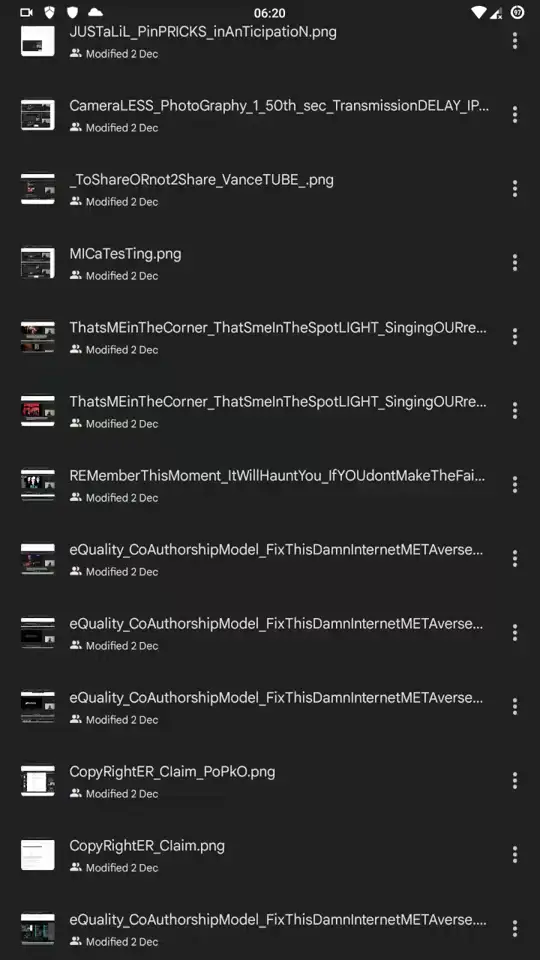 06:20
97
JUSTaLiL_PinPRICKS_inAnTicipatioN.png
Modified 2 Dec
CameraLESS_PhotoGraphy_1_50th_sec_TransmissionDELAY_IP...
Modified 2 Dec
_ToShareORnot2Share_VanceTUBE_.png
Modified 2 Dec
MICaTesTing.png
Modified 2 Dec
ThatsMEinTheCorner_ThatSmeInTheSpotLIGHT_SingingOURre...
Modified 2 Dec
ThatsMEinTheCorner_ThatSmeInTheSpotLIGHT_SingingOURre...
Modified 2 Dec
REMemberThisMoment_ItWillHauntYou_IfYOUdontMakeTheFai...
Modified 2 Dec
eQuality_CoAuthorshipModel_FixThisDamnInternetMETAverse...
Modified 2 Dec
eQuality_CoAuthorshipModel_FixThisDamnInternetMETAverse...
Modified 2 Dec
eQuality_CoAuthorshipModel_FixThisDamnInternetMETAverse...
Modified 2 Dec
CopyRightER_Claim_PoPkO.png
Modified 2 Dec
CopyRightER_Claim.png
Modified 2 Dec
eQuality_CoAuthorshipModel_FixThisDamnInternetMETAverse....
Modified 2 Dec